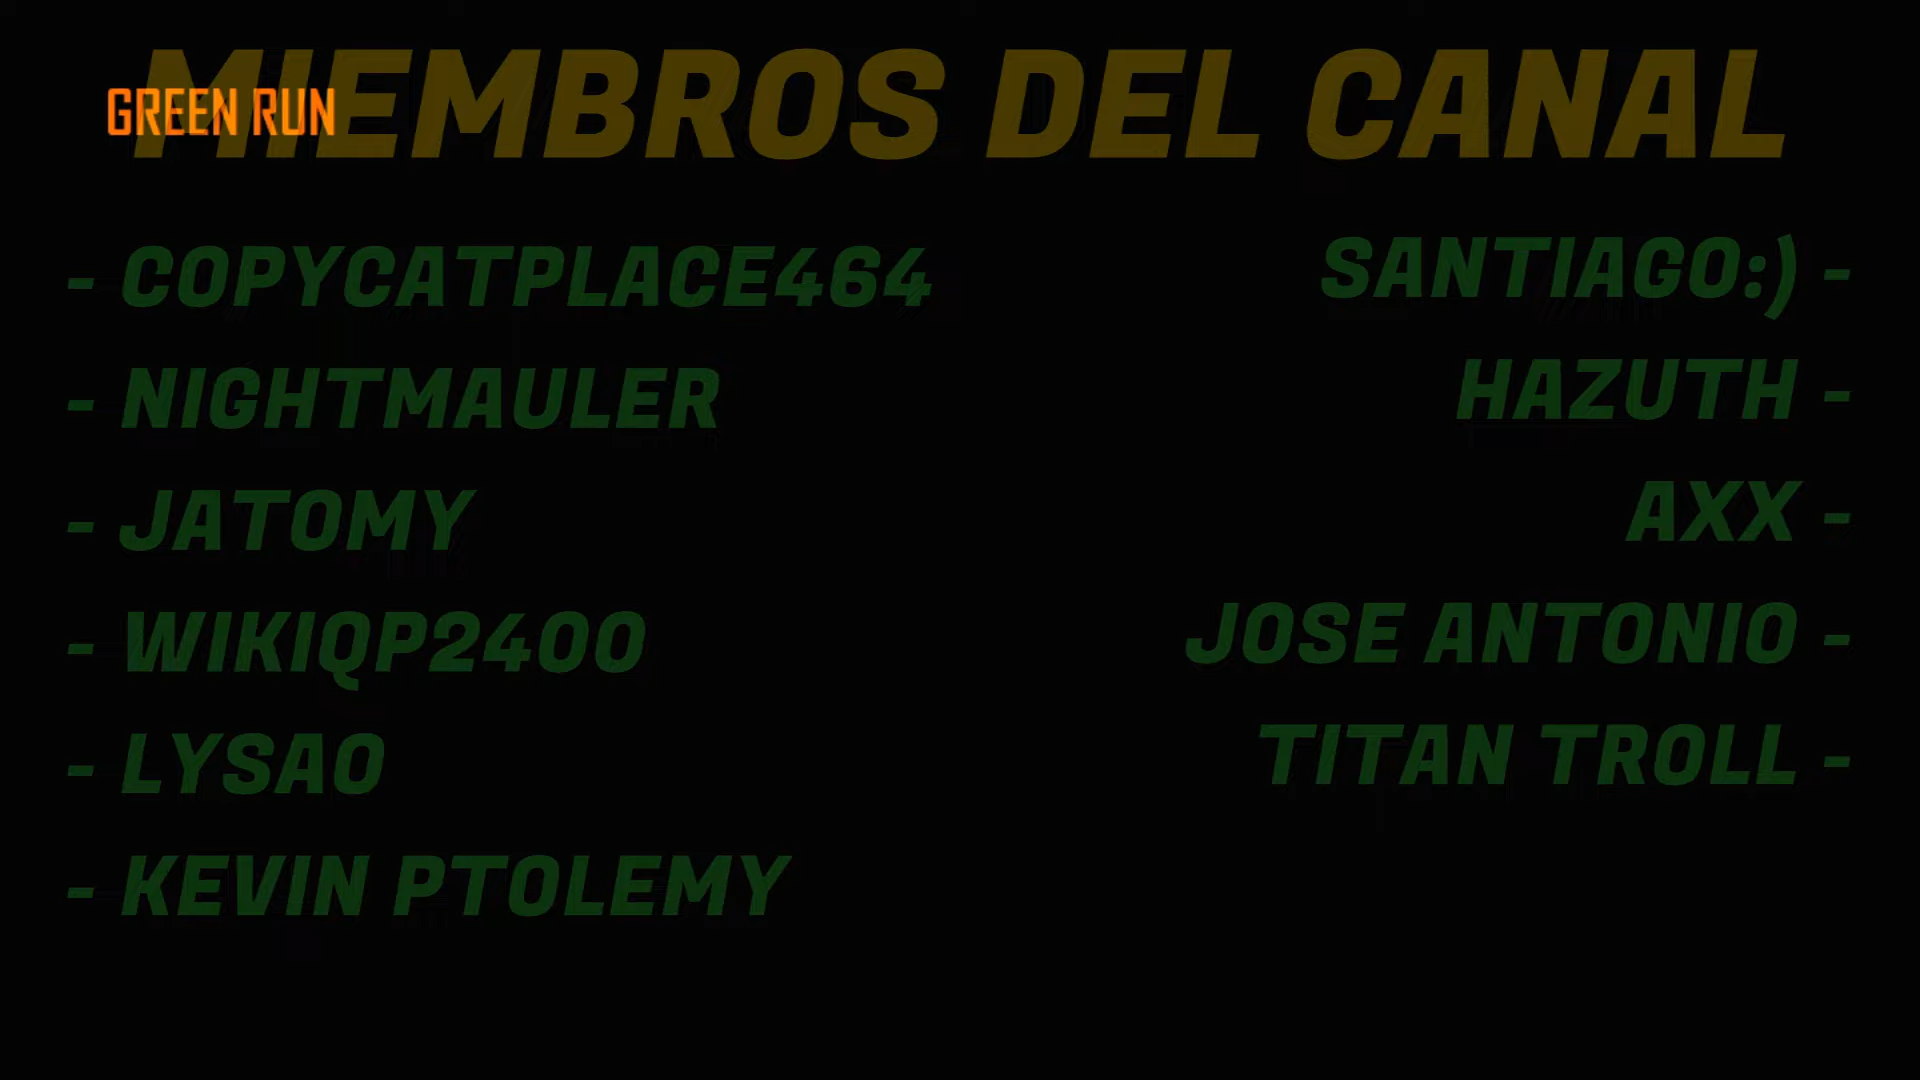 MIEMBROS DEL CANAL
GREEN RUN
- COPYCATPLACE464
- NIGHTMAULER
- JATOMY
- WIKIQP2400
- LYSAO
- KEVIN PTOLEMY
SANTIAGO:) -
HAZUTH -
AXX -
JOSE ANTONIO -
TITAN TROLL -